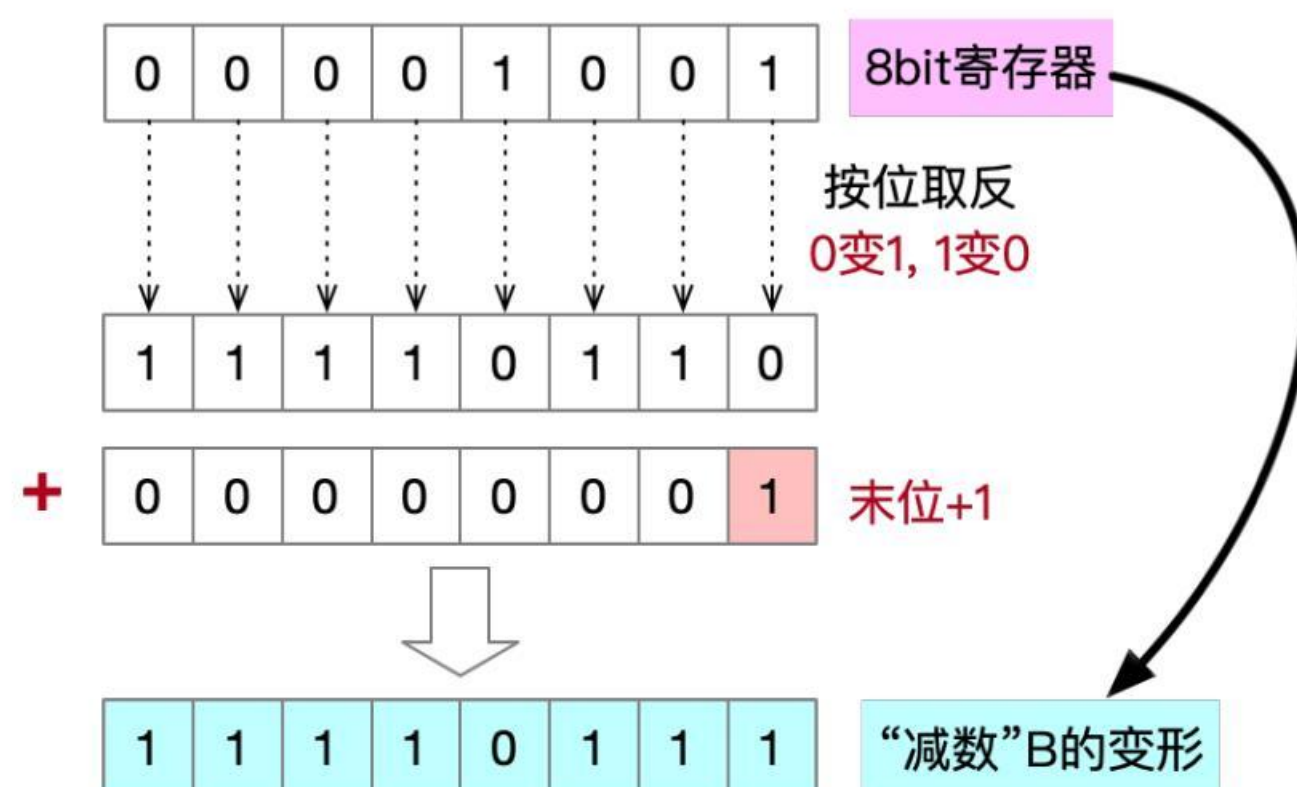 0 0 0 0 1 0 0 1 8bit寄存器
按位取反
0变1, 1变0
1 1 1 1 0 1 1 0
+ 0 0 0 0 0 0 0 1 末位+1
1 1 1 1 0 1 1 1 “减数”B的变形